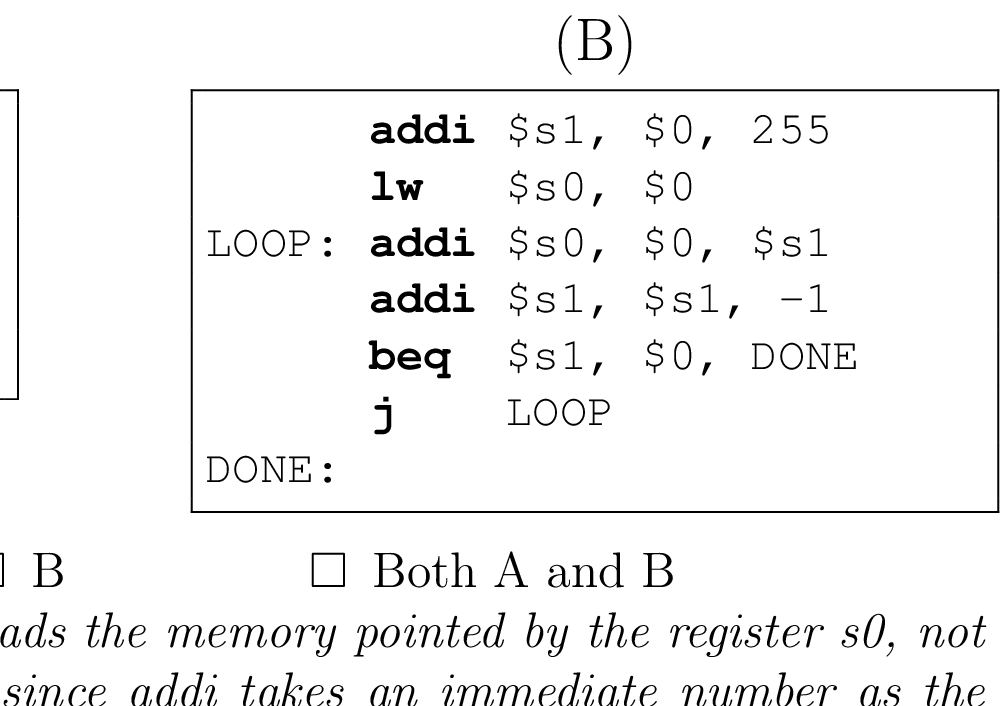 (B)
addi $s1, $0, 255
lw $s0, $0
LOOP: addi $s0, $0, $s1
addi $s1, $s1, -1
beq $s1, $0, DONE
j LOOP
DONE:
B Both A and B
the memory pointed by the register s0, not
since addi takes an immediate number as the